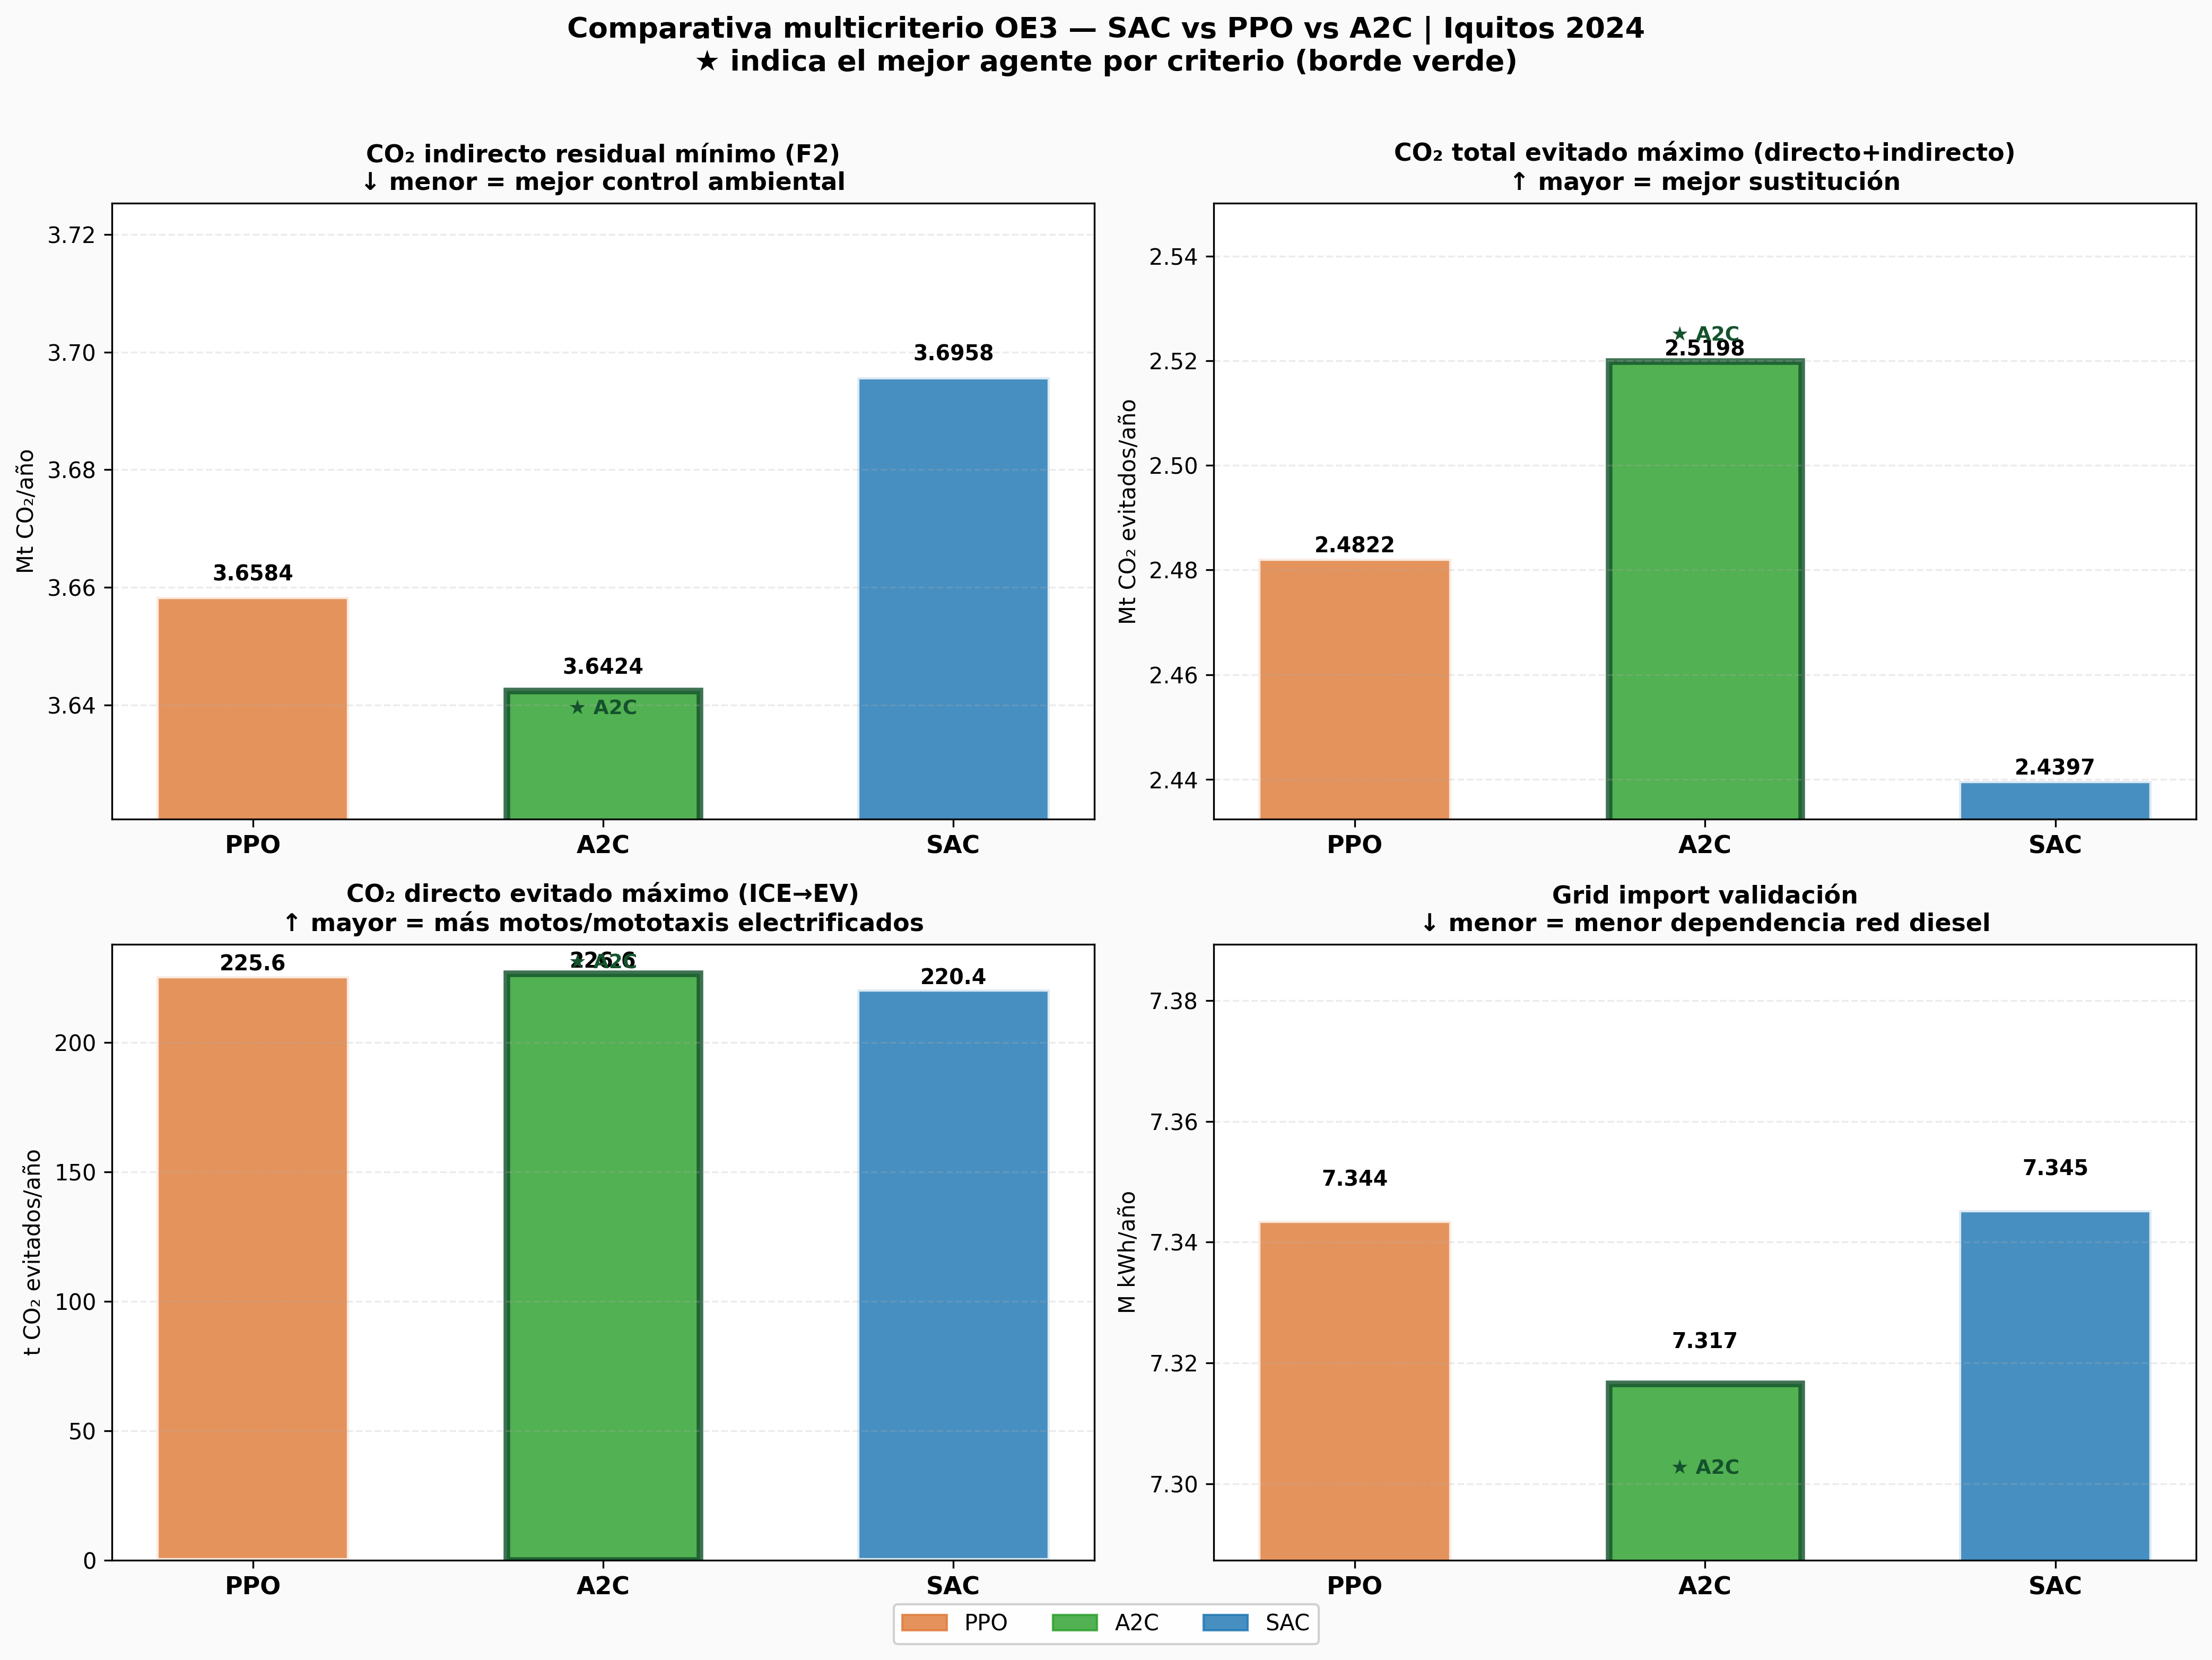 Comparativa multicriterio OE3 — SAC vs PPO vs A2C | Iquitos 2024
★ indica el mejor agente por criterio (borde verde)
CO₂ indirecto residual mínimo (F2)
↓ menor = mejor control ambiental
Mt CO₂/año
3.72
3.70
3.68
3.66
3.64
3.6584
3.6424
★ A2C
3.6958
PPO
A2C
SAC
CO₂ total evitado máximo (directo+indirecto)
↑ mayor = mejor sustitución
Mt CO₂ evitados/año
2.54
2.52
2.50
2.48
2.46
2.44
2.4822
★ A2C
2.5198
2.4397
PPO
A2C
SAC
CO₂ directo evitado máximo (ICE→EV)
↑ mayor = más motos/mototaxis electrificados
t CO₂ evitados/año
200
150
100
50
0
225.6
226.6
★ A2C
220.4
PPO
A2C
SAC
Grid import validación
↓ menor = menor dependencia red diesel
M kWh/año
7.38
7.36
7.34
7.32
7.30
7.344
7.317
★ A2C
7.345
PPO
A2C
SAC
PPO
A2C
SAC